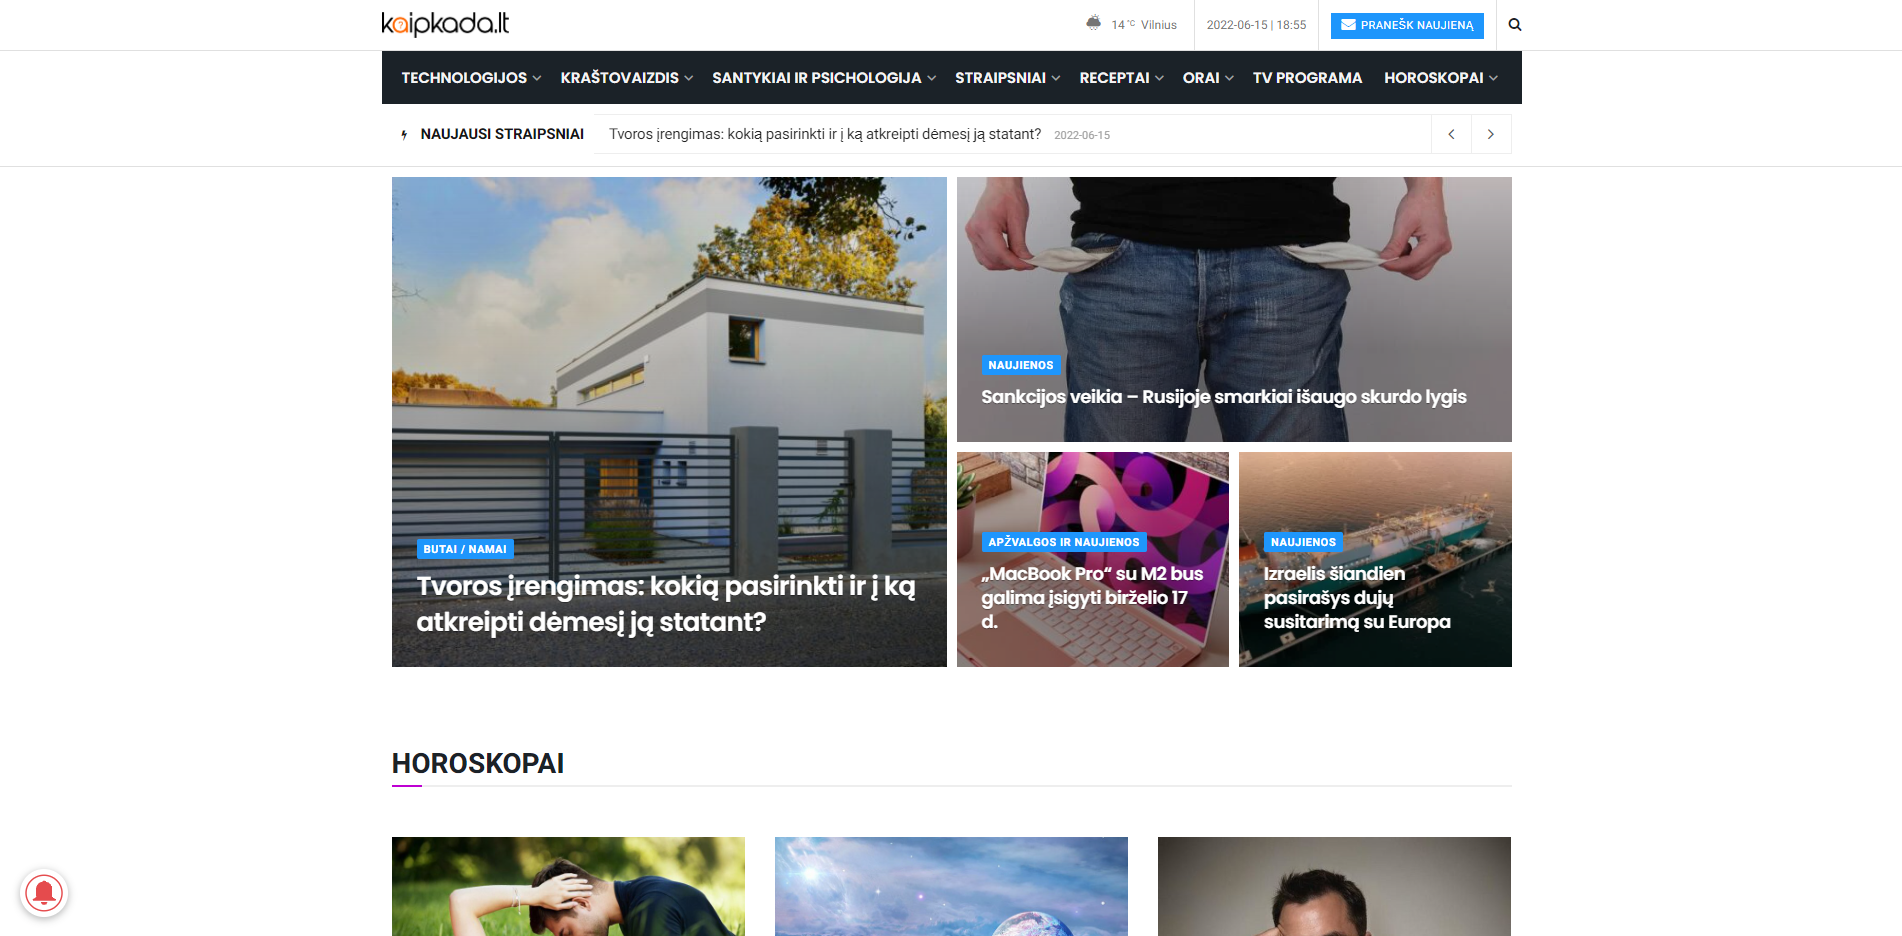 kaipkada.lt
14 °C Vilnius
2022-06-15 | 18:55
PRANEŠK NAUJIENĄ
TECHNOLOGIJOS KRAŠTOVAIZDIS SANTYKIAI IR PSICHOLOGIJA STRAIPSNIAI RECEPTAI ORAI TV PROGRAMA HOROSKOPAI
NAUJAUSI STRAIPSNIAI
Tvoros įrengimas: kokią pasirinkti ir į ką atkreipti dėmesį ją statant? 2022-06-15
BUTAI / NAMAI
Tvoros įrengimas: kokią pasirinkti ir į ką
atkreipti dėmesį ją statant?
NAUJIENOS
Sankcijos veikia – Rusijoje smarkiai išaugo skurdo lygis
APŽVALGOS IR NAUJIENOS
„MacBook Pro“ su M2 bus
galima įsigyti birželio 17
d.
NAUJIENOS
Izraelis šiandien
pasirašys dujų
susitarimą su Europa
HOROSKOPAI